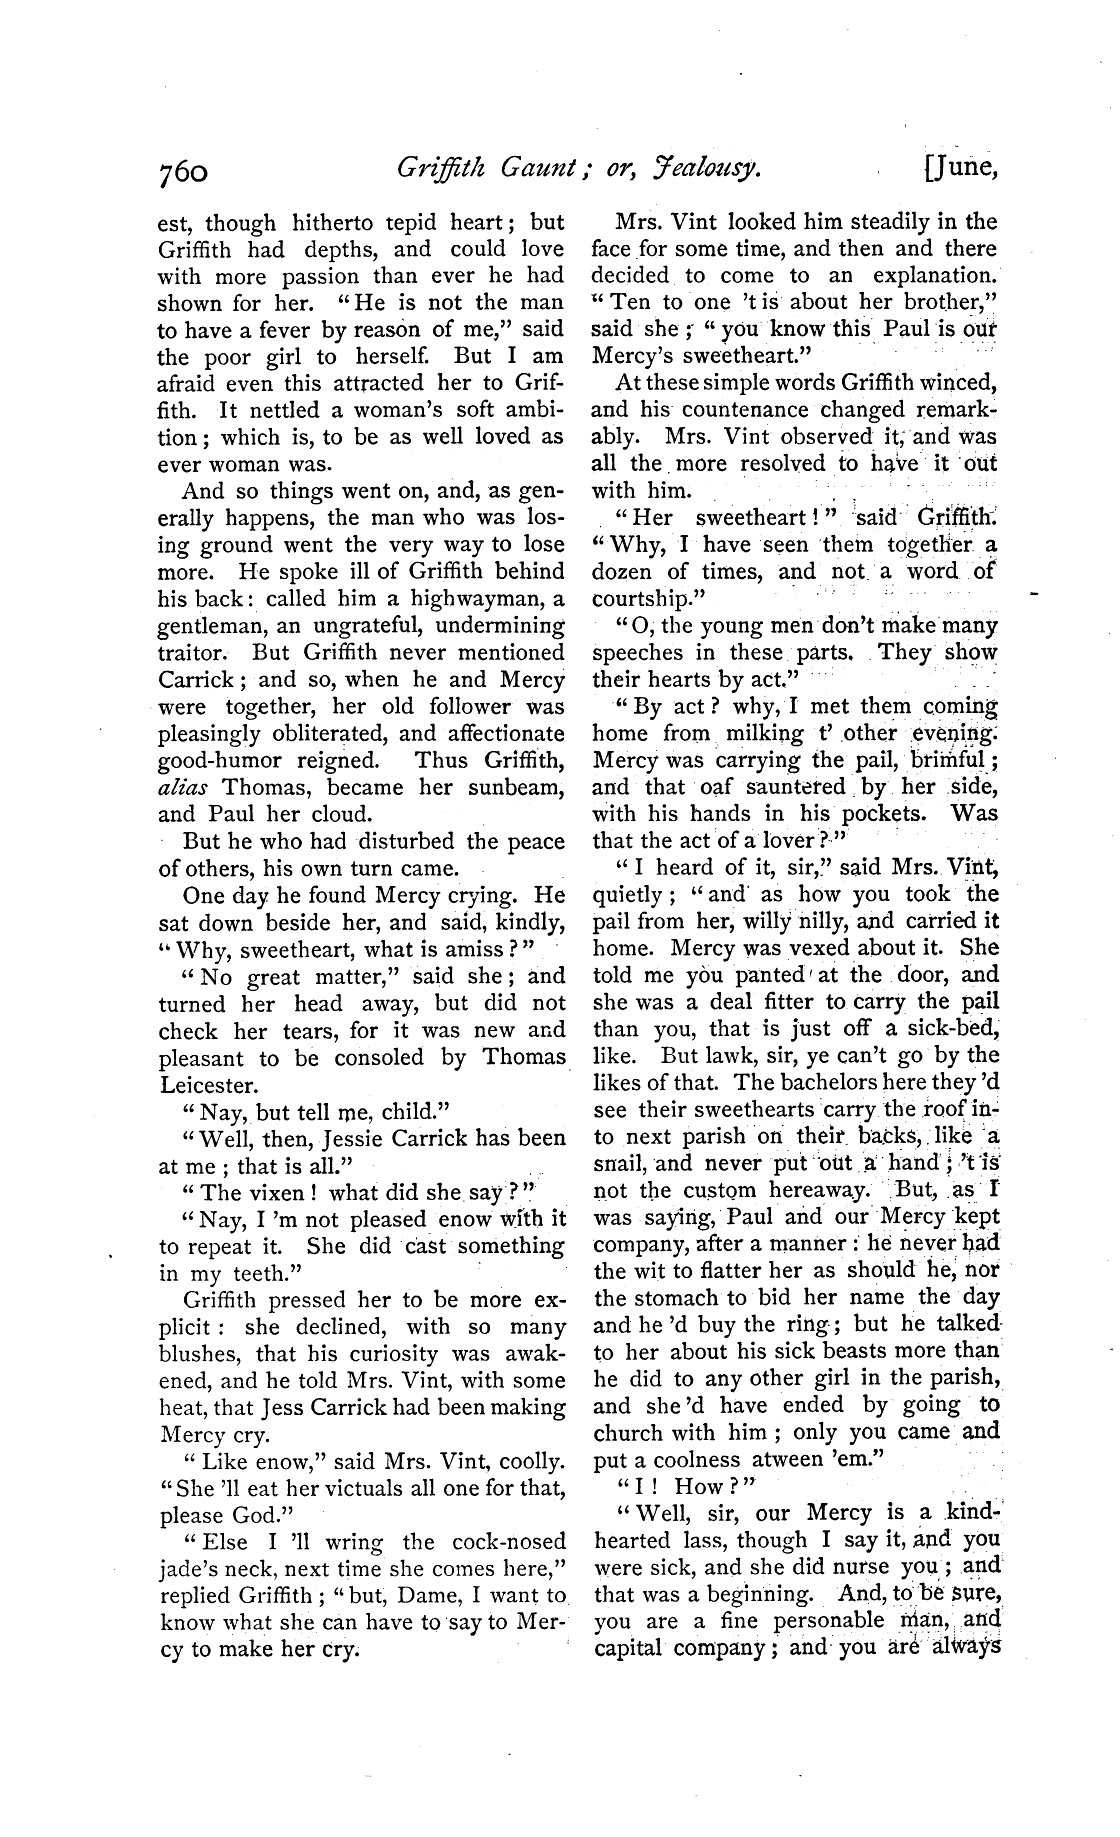 760 Griffith Gaunt; or, Jealousy. [June,
est, though hitherto tepid heart; but
Griffith had depths, and could love
with more passion than ever he had
shown for her. "He is not the man
to have a fever by reason of me," said
the poor girl to herself. But I am
afraid even this attracted her to Grif-
fith. It nettled a woman's soft ambi-
tion; which is, to be as well loved as
ever woman was.
And so things went on, and, as gen-
erally happens, the man who was los-
ing ground went the very way to lose
more. He spoke ill of Griffith behind
his back: called him a highwayman, a
gentleman, an ungrateful, undermining
traitor. But Griffith never mentioned
Carrick; and so, when he and Mercy
were together, her old follower was
pleasingly obliterated, and affectionate
good-humor reigned. Thus Griffith,
alias Thomas, became her sunbeam,
and Paul her cloud.
But he who had disturbed the peace
of others, his own turn came.
One day he found Mercy crying. He
sat down beside her, and said, kindly,
"Why, sweetheart, what is amiss?"
"No great matter," said she; and
turned her head away, but did not
check her tears, for it was new and
pleasant to be consoled by Thomas
Leicester.
"Nay, but tell me, child."
"Well, then, Jessie Carrick has been
at me; that is all."
"The vixen! what did she say?"
"Nay, I 'm not pleased enow with it
to repeat it. She did cast something
in my teeth."
Griffith pressed her to be more ex-
plicit: she declined, with so many
blushes, that his curiosity was awak-
ened, and he told Mrs. Vint, with some
heat, that Jess Carrick had been making
Mercy cry.
"Like enow," said Mrs. Vint, coolly.
"She 'll eat her victuals all one for that,
please God."
"Else I 'll wring the cock-nosed
jade's neck, next time she comes here,"
replied Griffith; "but, Dame, I want to
know what she can have to say to Mer-
cy to make her cry.
Mrs. Vint looked him steadily in the
face for some time, and then and there
decided to come to an explanation.
"Ten to one 't is about her brother,"
said she; "you know this Paul is our
Mercy's sweetheart."
At these simple words Griffith winced,
and his countenance changed remark-
ably. Mrs. Vint observed it, and was
all the more resolved to have it out
with him.
"Her sweetheart!" said Griffith.
"Why, I have seen them together a
dozen of times, and not a word of
courtship."
"O, the young men don't make many
speeches in these parts. They show
their hearts by act."
"By act? why, I met them coming
home from milking t' other evening.
Mercy was carrying the pail, brimful;
and that oaf sauntered by her side,
with his hands in his pockets. Was
that the act of a lover?"
"I heard of it, sir," said Mrs. Vint,
quietly; "and as how you took the
pail from her, willy nilly, and carried it
home. Mercy was vexed about it. She
told me you panted at the door, and
she was a deal fitter to carry the pail
than you, that is just off a sick-bed,
like. But lawk, sir, ye can't go by the
likes of that. The bachelors here they 'd
see their sweethearts carry the roof in-
to next parish on their backs, like a
snail, and never put out a hand; 't is
not the custom hereaway. But, as I
was saying, Paul and our Mercy kept
company, after a manner: he never had
the wit to flatter her as should he, nor
the stomach to bid her name the day
and he 'd buy the ring; but he talked
to her about his sick beasts more than
he did to any other girl in the parish,
and she 'd have ended by going to
church with him; only you came and
put a coolness atween 'em."
"I! How?"
"Well, sir, our Mercy is a kind-
hearted lass, though I say it, and you
were sick, and she did nurse you; and
that was a beginning. And, to be sure,
you are a fine personable man, and
capital company; and you are always